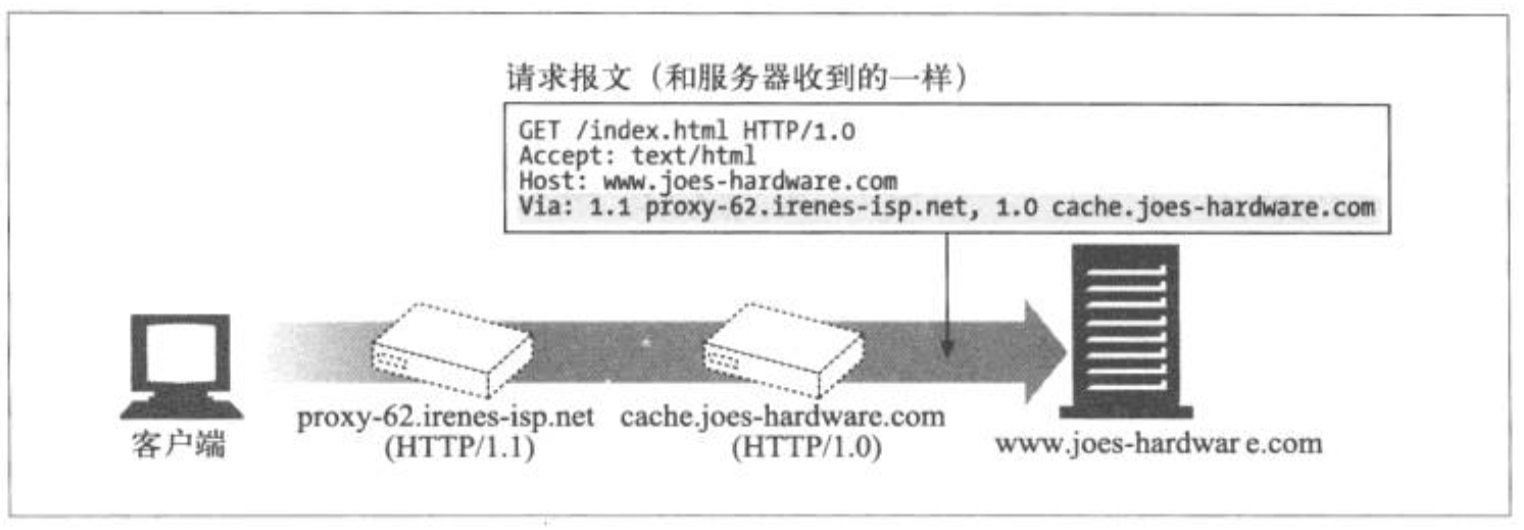 请求报文（和服务器收到的一样）
GET /index.html HTTP/1.0
Accept: text/html
Host: www.joes-hardware.com
Via: 1.1 proxy-62.irenes-isp.net, 1.0 cache.joes-hardware.com
客户端
proxy-62.irenes-isp.net
(HTTP/1.1)
cache.joes-hardware.com
(HTTP/1.0)
www.joes-hardwar e.com